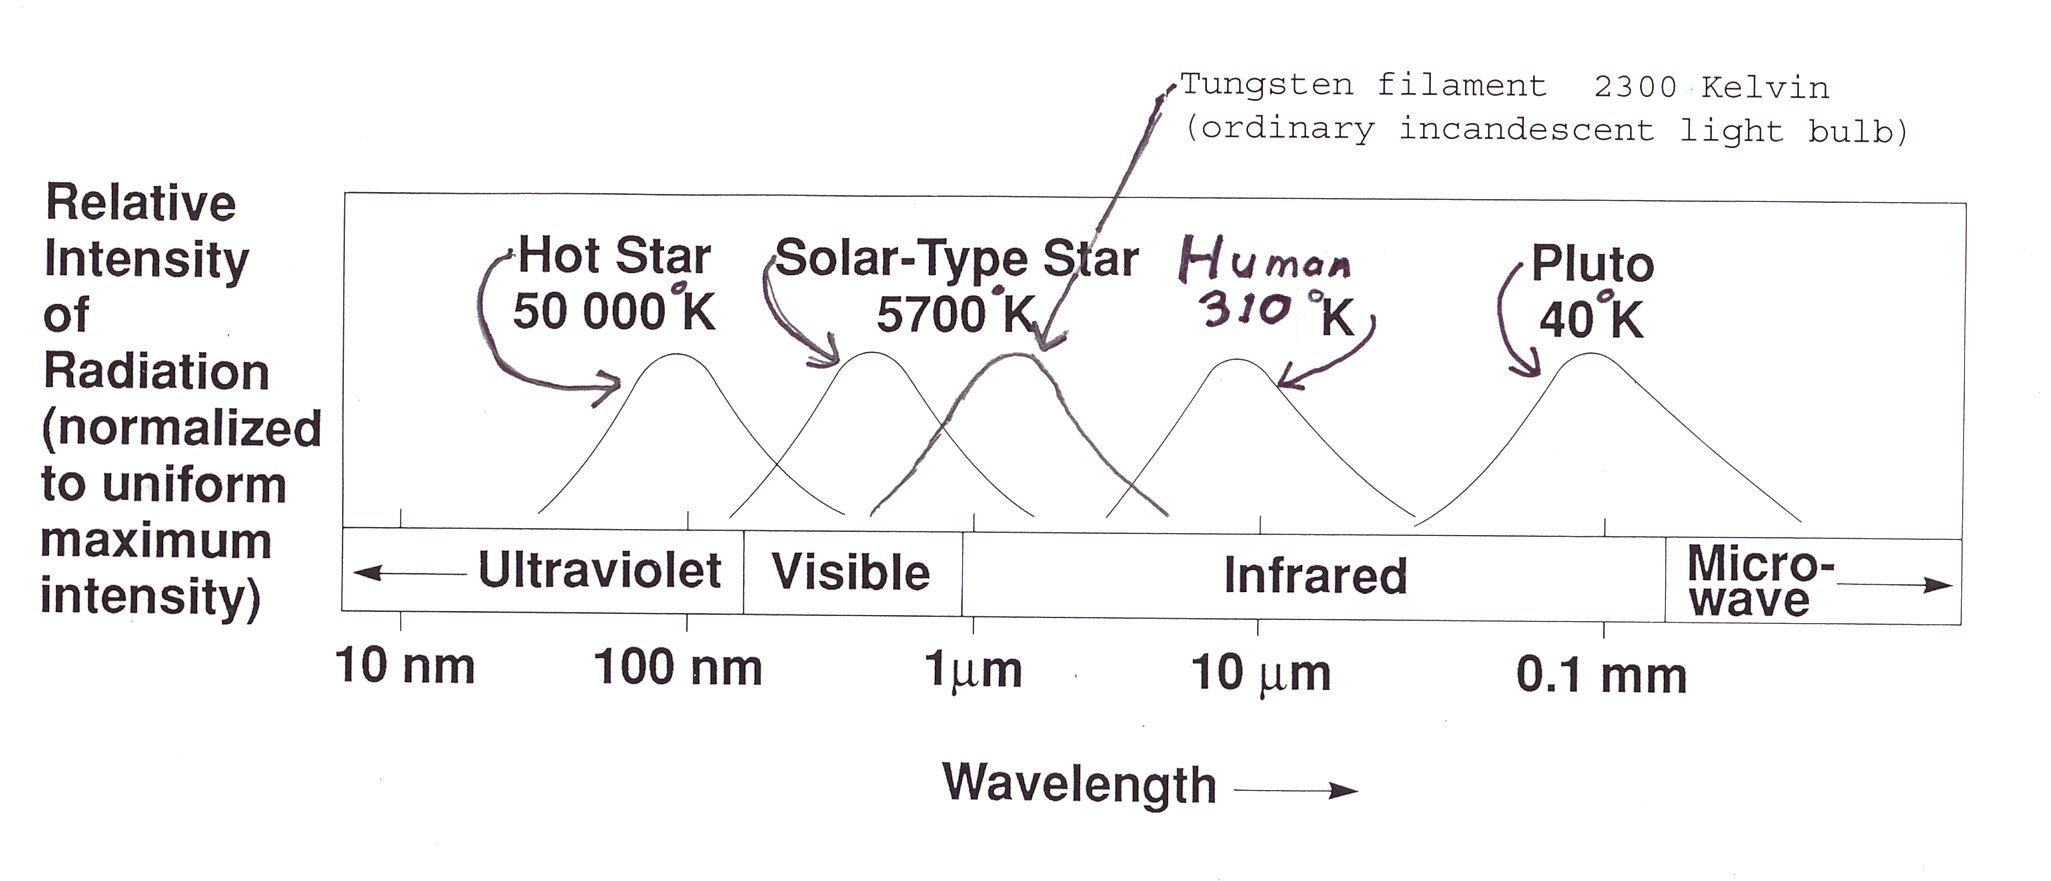 Tungsten filament 2300 Kelvin
(ordinary incandescent light bulb)
Relative
Intensity
of
Radiation
(normalized
to uniform
maximum
intensity)
Hot Star
50 000°K
Solar-Type Star
5700°K
Human
310 °K
Pluto
40°K
Ultraviolet
Visible
Infrared
Micro-
wave
10 nm
100 nm
1μm
10 μm
0.1 mm
Wavelength